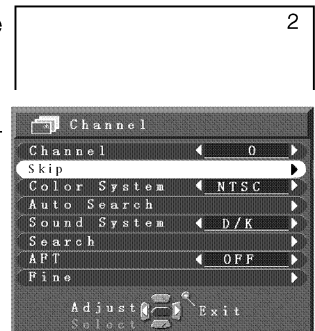 e
2
Channel
Channel 0
Skip
Color System NTSC
Auto Search
Sound System D/K
Search
AFT OFF
Fine
Adjust Exit
Select